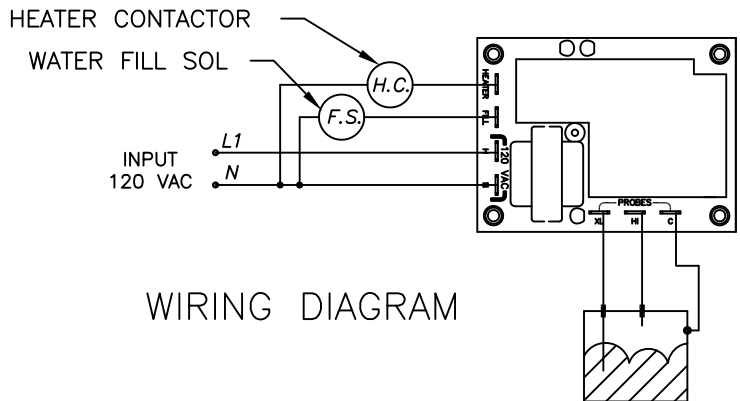 HEATER CONTACTOR
WATER FILL SOL
H.C.
F.S.
HEATER
FILL
L1
INPUT
120 VAC
N
H
120 VAC
N
PROBES
XL
HI
C
WIRING DIAGRAM